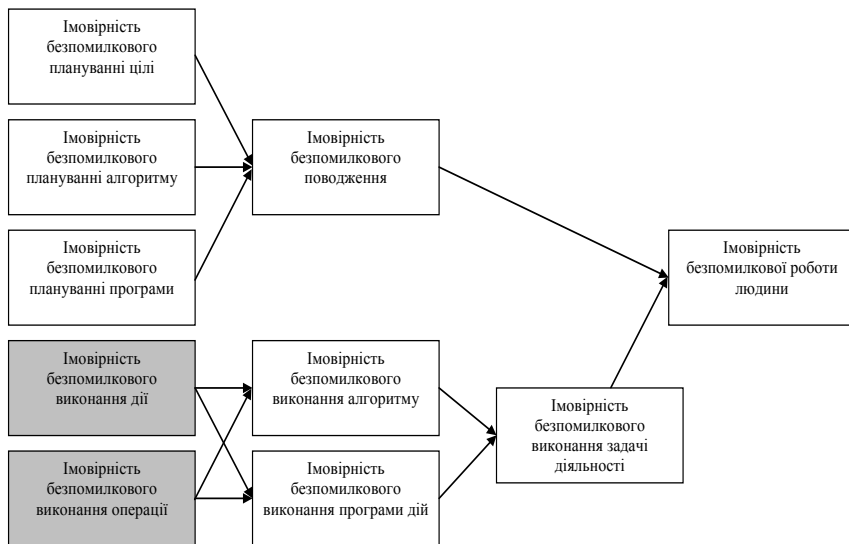 Імовірність
безпомилкового
плануванні цілі
Імовірність
безпомилкового
плануванні алгоритму
Імовірність
безпомилкового
поводження
Імовірність
безпомилкового
плануванні програми
Імовірність
безпомилкової роботи
людини
Імовірність
безпомилкового
виконання дії
Імовірність
безпомилкового
виконання алгоритму
Імовірність
безпомилкового
виконання задачі
діяльності
Імовірність
безпомилкового
виконання операції
Імовірність
безпомилкового
виконання програми дій